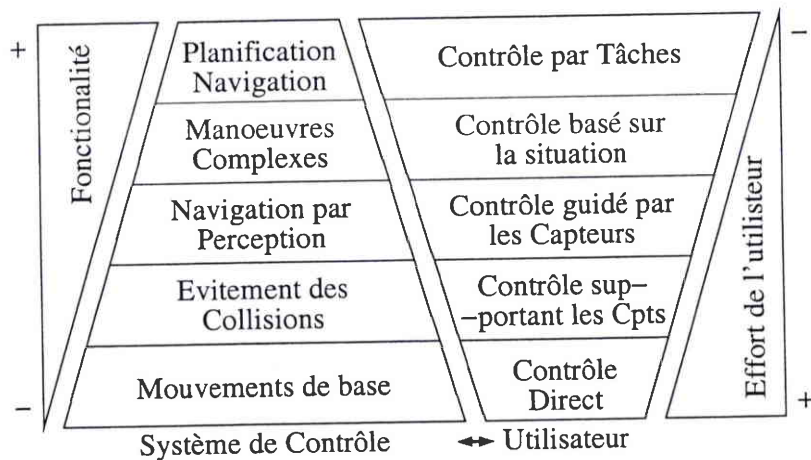 +
Fonctionalité
−
Planification
Navigation
Manoeuvres
Complexes
Navigation par
Perception
Evitement des
Collisions
Mouvements de base
Système de Contrôle ↔ Utilisateur
Contrôle par Tâches
Contrôle basé sur
la situation
Contrôle guidé par
les Capteurs
Contrôle sup–
–portant les Cpts
Contrôle
Direct
−
Effort de l'utilisteur
+